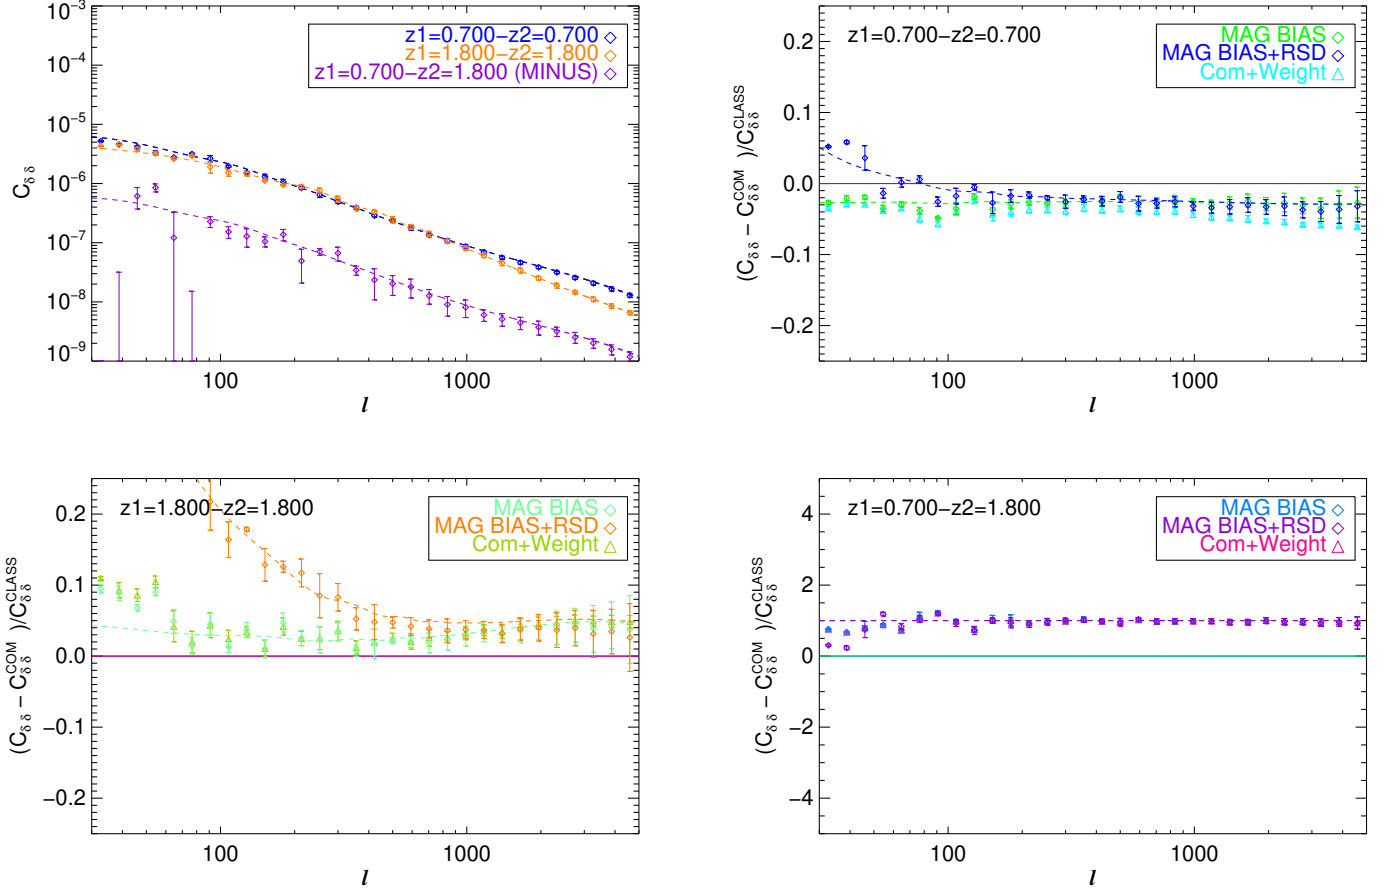 10⁻³
10⁻⁴
10⁻⁵
10⁻⁶
10⁻⁷
10⁻⁸
10⁻⁹
C_δδ
z1=0.700−z2=0.700
z1=1.800−z2=1.800
z1=0.700−z2=1.800 (MINUS)
100
1000
l
0.2
0.1
0.0
−0.1
−0.2
(C_δδ − C_δδ^COM )/C_δδ^CLASS
z1=0.700−z2=0.700
MAG BIAS
MAG BIAS+RSD
Com+Weight
100
1000
l
0.2
0.1
0.0
−0.1
−0.2
(C_δδ − C_δδ^COM )/C_δδ^CLASS
z1=1.800−z2=1.800
MAG BIAS
MAG BIAS+RSD
Com+Weight
100
1000
l
4
2
0
−2
−4
(C_δδ − C_δδ^COM )/C_δδ^CLASS
z1=0.700−z2=1.800
MAG BIAS
MAG BIAS+RSD
Com+Weight
100
1000
l